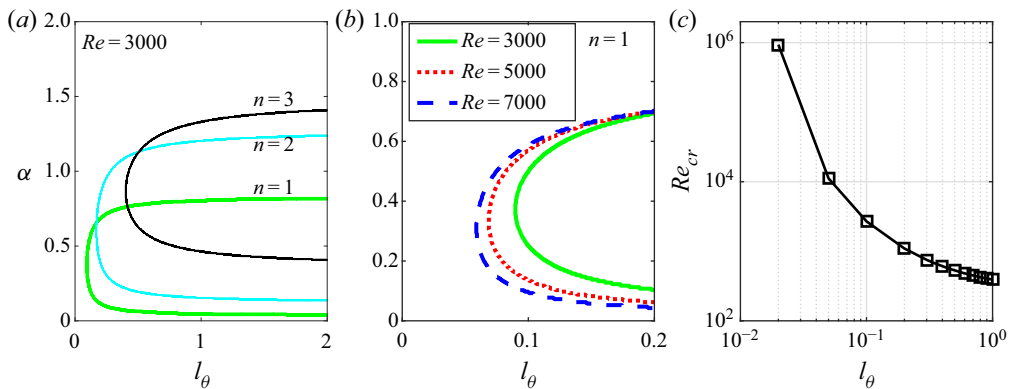 (a)
2.0
Re = 3000
1.5
n = 3
n = 2
α
1.0
n = 1
0.5
0
0
1
2
l_θ
(b)
1.0
Re = 3000
n = 1
0.8
Re = 5000
Re = 7000
0.6
0.4
0.2
0
0
0.1
0.2
l_θ
(c)
10^6
Re_cr
10^4
10^2
10^−2
10^−1
10^0
l_θ